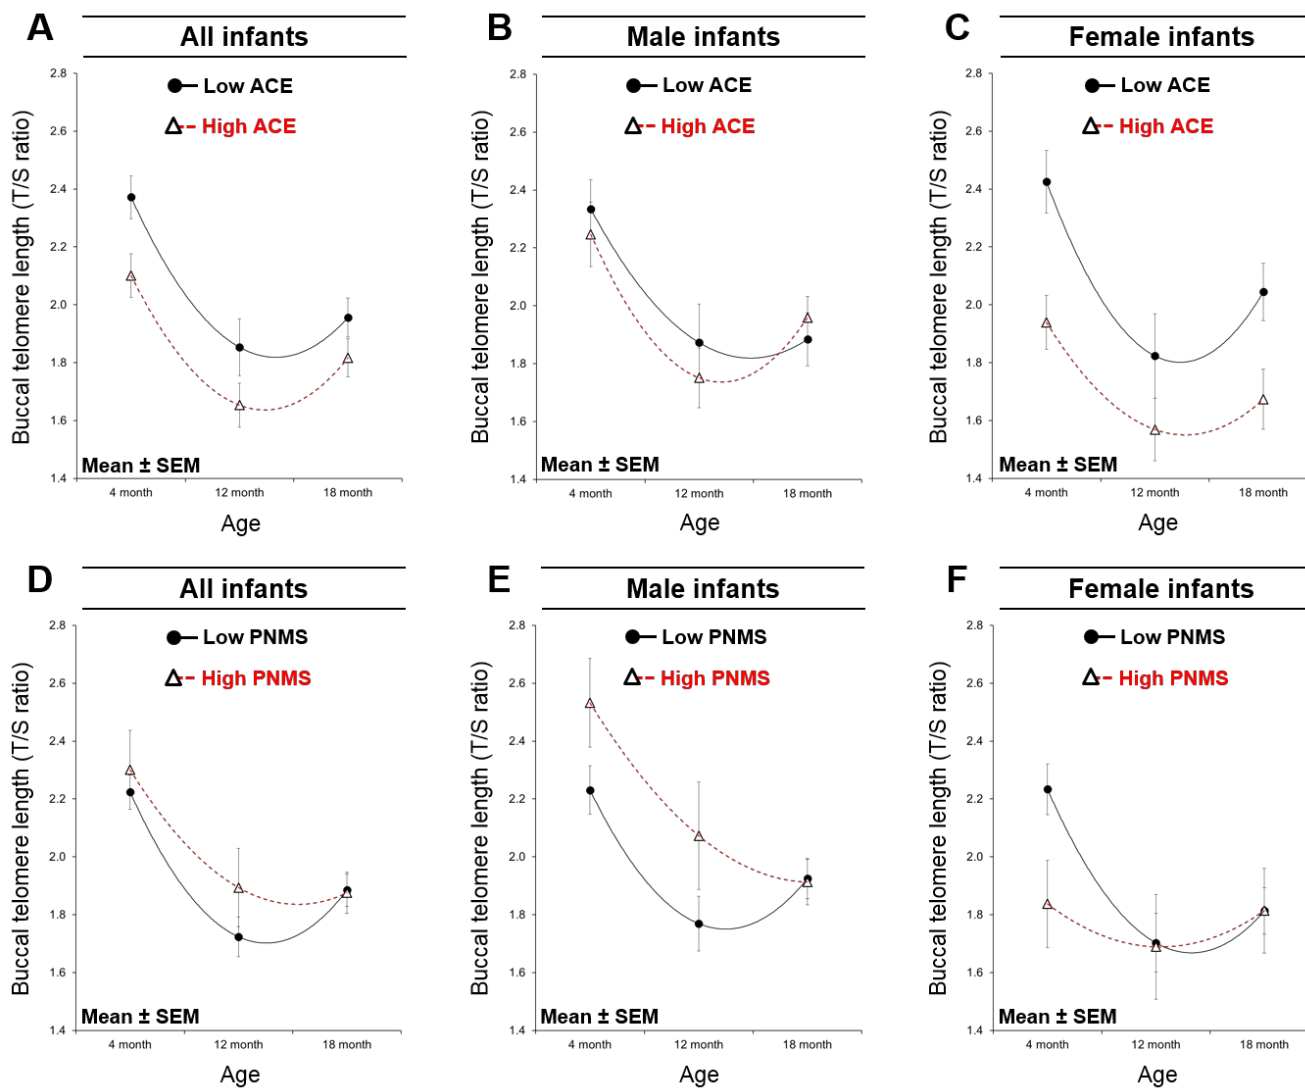 A
All infants
Buccal telomere length (T/S ratio)
2.8
2.6
2.4
2.2
2.0
1.8
1.6
1.4
Low ACE
High ACE
Mean ± SEM
4 month
12 month
18 month
Age
B
Male infants
Buccal telomere length (T/S ratio)
2.8
2.6
2.4
2.2
2.0
1.8
1.6
1.4
Low ACE
High ACE
Mean ± SEM
4 month
12 month
18 month
Age
C
Female infants
Buccal telomere length (T/S ratio)
2.8
2.6
2.4
2.2
2.0
1.8
1.6
1.4
Low ACE
High ACE
Mean ± SEM
4 month
12 month
18 month
Age
D
All infants
Buccal telomere length (T/S ratio)
2.8
2.6
2.4
2.2
2.0
1.8
1.6
1.4
Low PNMS
High PNMS
Mean ± SEM
4 month
12 month
18 month
Age
E
Male infants
Buccal telomere length (T/S ratio)
2.8
2.6
2.4
2.2
2.0
1.8
1.6
1.4
Low PNMS
High PNMS
Mean ± SEM
4 month
12 month
18 month
Age
F
Female infants
Buccal telomere length (T/S ratio)
2.8
2.6
2.4
2.2
2.0
1.8
1.6
1.4
Low PNMS
High PNMS
Mean ± SEM
4 month
12 month
18 month
Age